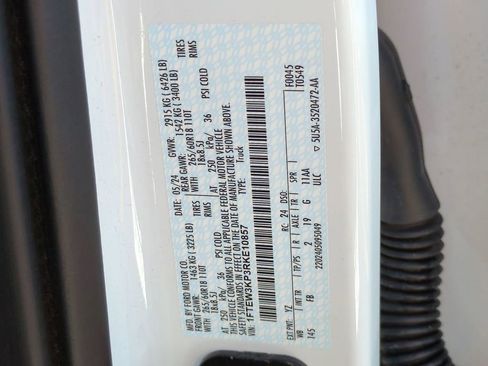 MFD. BY FORD MOTOR CO.
DATE: 05/24 GVWR: 2915 KG ( 6426 LB)
FRONT GAWR: 1463 KG ( 3225 LB) REAR GAWR: 1542 KG ( 3400 LB)
265/60R18 110T WITH 265/60R18 110T TIRES
18x8.5J WITH 18x8.5J RIMS
AT 250 kPa/ 36 PSI COLD AT 250 kPa/ 36 PSI COLD
THIS VEHICLE CONFORMS TO ALL APPLICABLE FEDERAL MOTOR VEHICLE
SAFETY STANDARDS IN EFFECT ON THE DATE OF MANUFACTURE SHOWN ABOVE.
VIN: 1FTEW3KP3RKE10857
TYPE: Truck
F0045
T0549
EXT PNT: YZ RC: 24 DSO:
WB INT TR TP/PS R AXLE TR SPR
145 FB 2 19 G 11AA
ULC
220240509S049
5U5A-3520472-AA